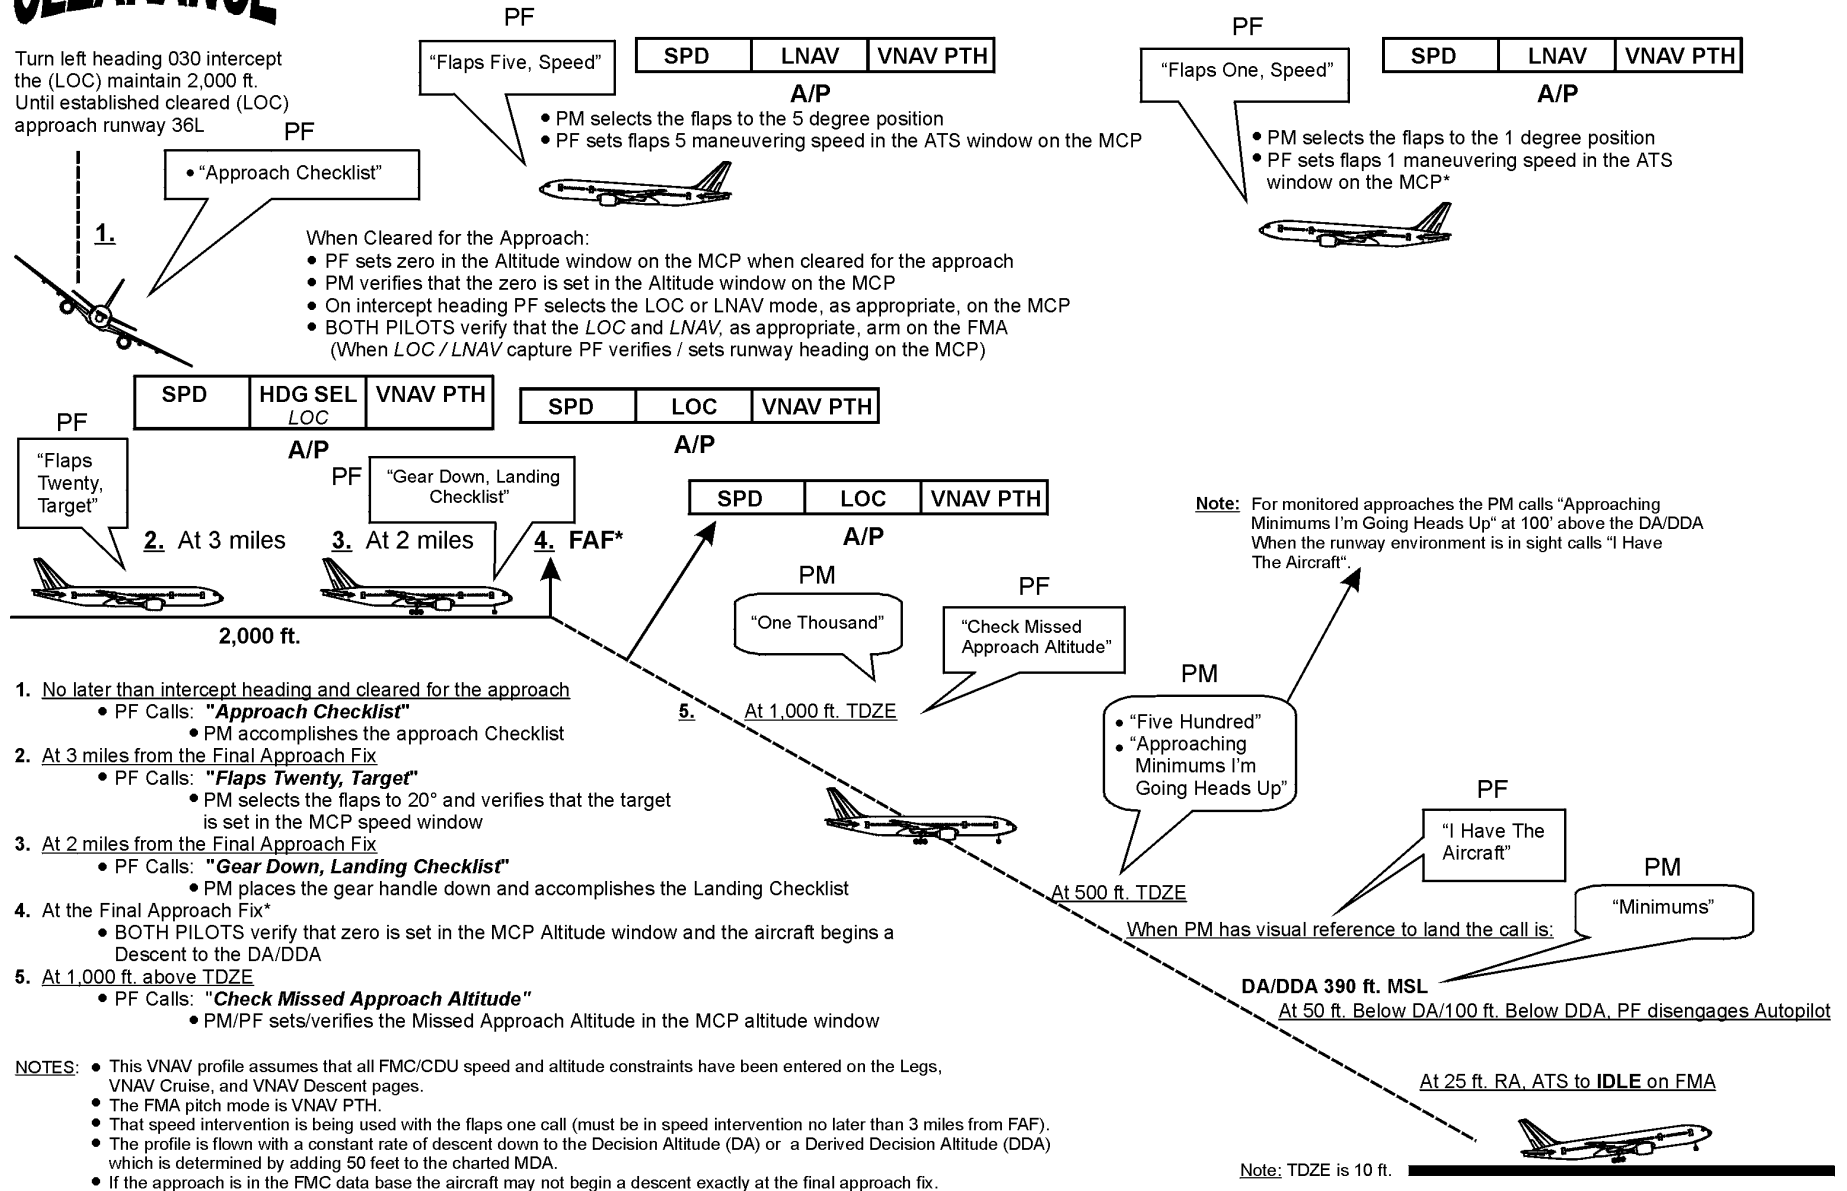 CLEARANCE
Turn left heading 030 intercept
the (LOC) maintain 2,000 ft.
Until established cleared (LOC)
approach runway 36L
PF
• “Approach Checklist”
1.
PF
“Flaps Five, Speed”
SPD LNAV VNAV PTH
A/P
• PM selects the flaps to the 5 degree position
• PF sets flaps 5 maneuvering speed in the ATS window on the MCP
PF
“Flaps One, Speed”
SPD LNAV VNAV PTH
A/P
• PM selects the flaps to the 1 degree position
• PF sets flaps 1 maneuvering speed in the ATS
window on the MCP*
When Cleared for the Approach:
• PF sets zero in the Altitude window on the MCP when cleared for the approach
• PM verifies that the zero is set in the Altitude window on the MCP
• On intercept heading PF selects the LOC or LNAV mode, as appropriate, on the MCP
• BOTH PILOTS verify that the LOC and LNAV, as appropriate, arm on the FMA
(When LOC / LNAV capture PF verifies / sets runway heading on the MCP)
SPD HDG SEL VNAV PTH
LOC
A/P
SPD LOC VNAV PTH
A/P
PF
“Flaps
Twenty,
Target”
2. At 3 miles
PF
“Gear Down, Landing
Checklist”
3. At 2 miles
4. FAF*
2,000 ft.
SPD LOC VNAV PTH
A/P
Note: For monitored approaches the PM calls “Approaching
Minimums I’m Going Heads Up“ at 100’ above the DA/DDA
When the runway environment is in sight calls “I Have
The Aircraft“.
PM
“One Thousand”
PF
“Check Missed
Approach Altitude”
5. At 1,000 ft. TDZE
PM
• “Five Hundred”
• “Approaching
Minimums I’m
Going Heads Up”
At 500 ft. TDZE
PF
“I Have The
Aircraft”
PM
“Minimums”
When PM has visual reference to land the call is:
DA/DDA 390 ft. MSL
At 50 ft. Below DA/100 ft. Below DDA, PF disengages Autopilot
At 25 ft. RA, ATS to IDLE on FMA
Note: TDZE is 10 ft.
1. No later than intercept heading and cleared for the approach
• PF Calls: "Approach Checklist"
• PM accomplishes the approach Checklist
2. At 3 miles from the Final Approach Fix
• PF Calls: "Flaps Twenty, Target"
• PM selects the flaps to 20° and verifies that the target
is set in the MCP speed window
3. At 2 miles from the Final Approach Fix
• PF Calls: "Gear Down, Landing Checklist"
• PM places the gear handle down and accomplishes the Landing Checklist
4. At the Final Approach Fix*
• BOTH PILOTS verify that zero is set in the MCP Altitude window and the aircraft begins a
Descent to the DA/DDA
5. At 1,000 ft. above TDZE
• PF Calls: "Check Missed Approach Altitude"
• PM/PF sets/verifies the Missed Approach Altitude in the MCP altitude window
NOTES: • This VNAV profile assumes that all FMC/CDU speed and altitude constraints have been entered on the Legs,
VNAV Cruise, and VNAV Descent pages.
• The FMA pitch mode is VNAV PTH.
• That speed intervention is being used with the flaps one call (must be in speed intervention no later than 3 miles from FAF).
• The profile is flown with a constant rate of descent down to the Decision Altitude (DA) or a Derived Decision Altitude (DDA)
which is determined by adding 50 feet to the charted MDA.
• If the approach is in the FMC data base the aircraft may not begin a descent exactly at the final approach fix.